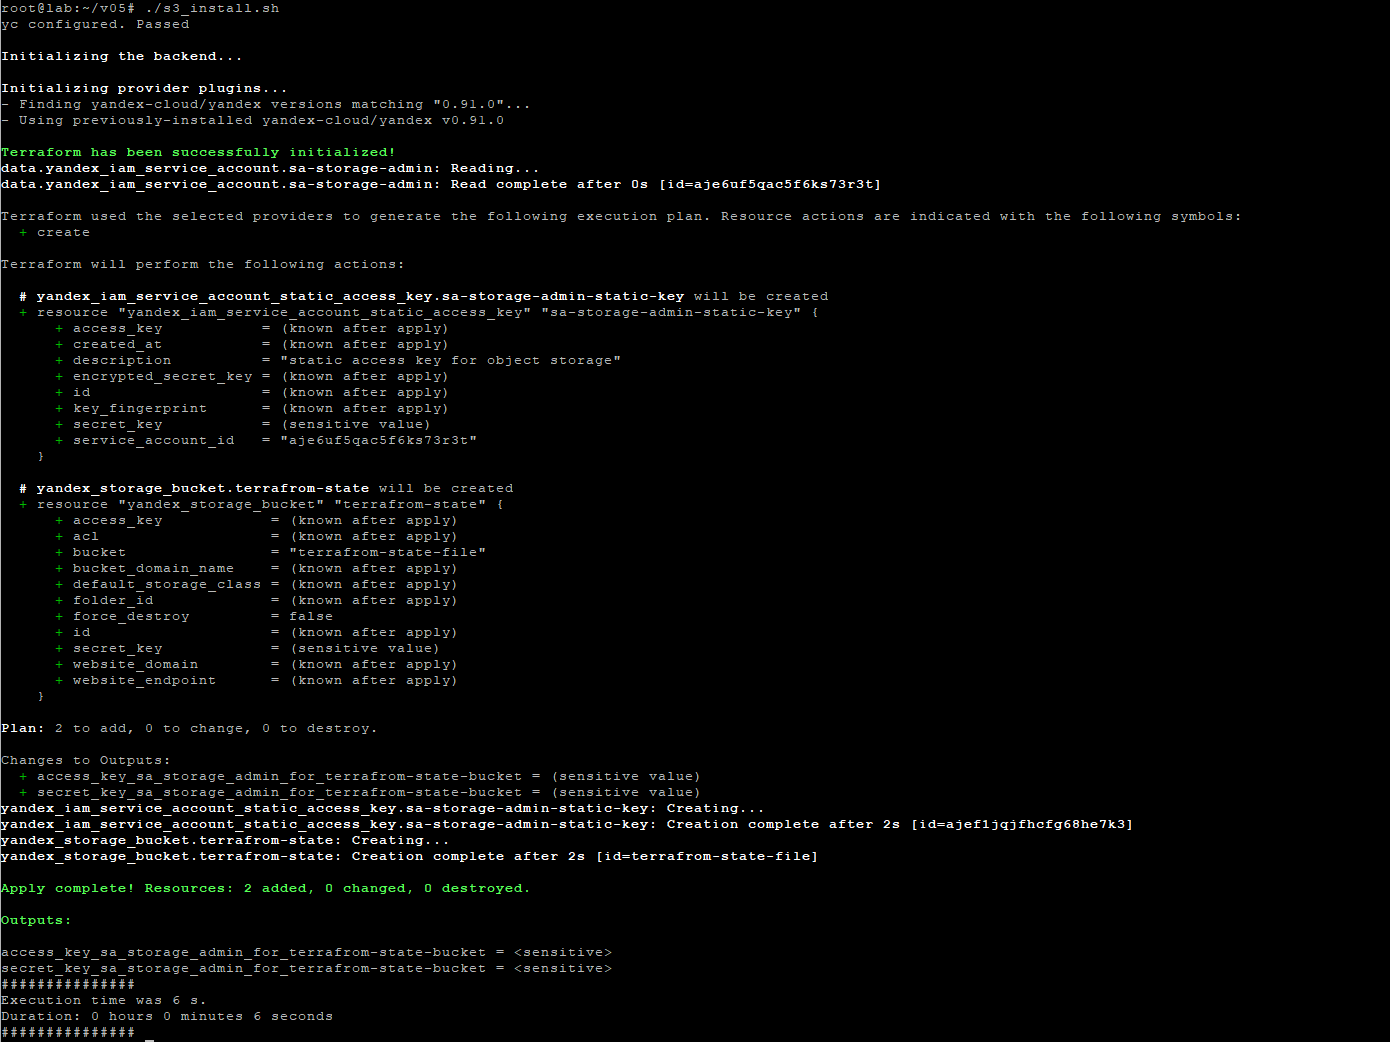 root@lab:~/v05# ./s3_install.sh
yc configured. Passed
Initializing the backend...
Initializing provider plugins...
- Finding yandex-cloud/yandex versions matching "0.91.0"...
- Using previously-installed yandex-cloud/yandex v0.91.0
Terraform has been successfully initialized!
data.yandex_iam_service_account.sa-storage-admin: Reading...
data.yandex_iam_service_account.sa-storage-admin: Read complete after 0s [id=aje6uf5qac5f6ks73r3t]
Terraform used the selected providers to generate the following execution plan. Resource actions are indicated with the following symbols:
  + create
Terraform will perform the following actions:
  # yandex_iam_service_account_static_access_key.sa-storage-admin-static-key will be created
  + resource "yandex_iam_service_account_static_access_key" "sa-storage-admin-static-key" {
      + access_key           = (known after apply)
      + created_at           = (known after apply)
      + description          = "static access key for object storage"
      + encrypted_secret_key = (known after apply)
      + id                   = (known after apply)
      + key_fingerprint      = (known after apply)
      + secret_key           = (sensitive value)
      + service_account_id   = "aje6uf5qac5f6ks73r3t"
    }
  # yandex_storage_bucket.terrafrom-state will be created
  + resource "yandex_storage_bucket" "terrafrom-state" {
      + access_key            = (known after apply)
      + acl                   = (known after apply)
      + bucket                = "terrafrom-state-file"
      + bucket_domain_name    = (known after apply)
      + default_storage_class = (known after apply)
      + folder_id             = (known after apply)
      + force_destroy         = false
      + id                    = (known after apply)
      + secret_key            = (sensitive value)
      + website_domain        = (known after apply)
      + website_endpoint      = (known after apply)
    }
Plan: 2 to add, 0 to change, 0 to destroy.
Changes to Outputs:
  + access_key_sa_storage_admin_for_terrafrom-state-bucket = (sensitive value)
  + secret_key_sa_storage_admin_for_terrafrom-state-bucket = (sensitive value)
yandex_iam_service_account_static_access_key.sa-storage-admin-static-key: Creating...
yandex_iam_service_account_static_access_key.sa-storage-admin-static-key: Creation complete after 2s [id=ajef1jqjfhcfg68he7k3]
yandex_storage_bucket.terrafrom-state: Creating...
yandex_storage_bucket.terrafrom-state: Creation complete after 2s [id=terrafrom-state-file]
Apply complete! Resources: 2 added, 0 changed, 0 destroyed.
Outputs:
access_key_sa_storage_admin_for_terrafrom-state-bucket = <sensitive>
secret_key_sa_storage_admin_for_terrafrom-state-bucket = <sensitive>
###############
Execution time was 6 s.
Duration: 0 hours 0 minutes 6 seconds
###############